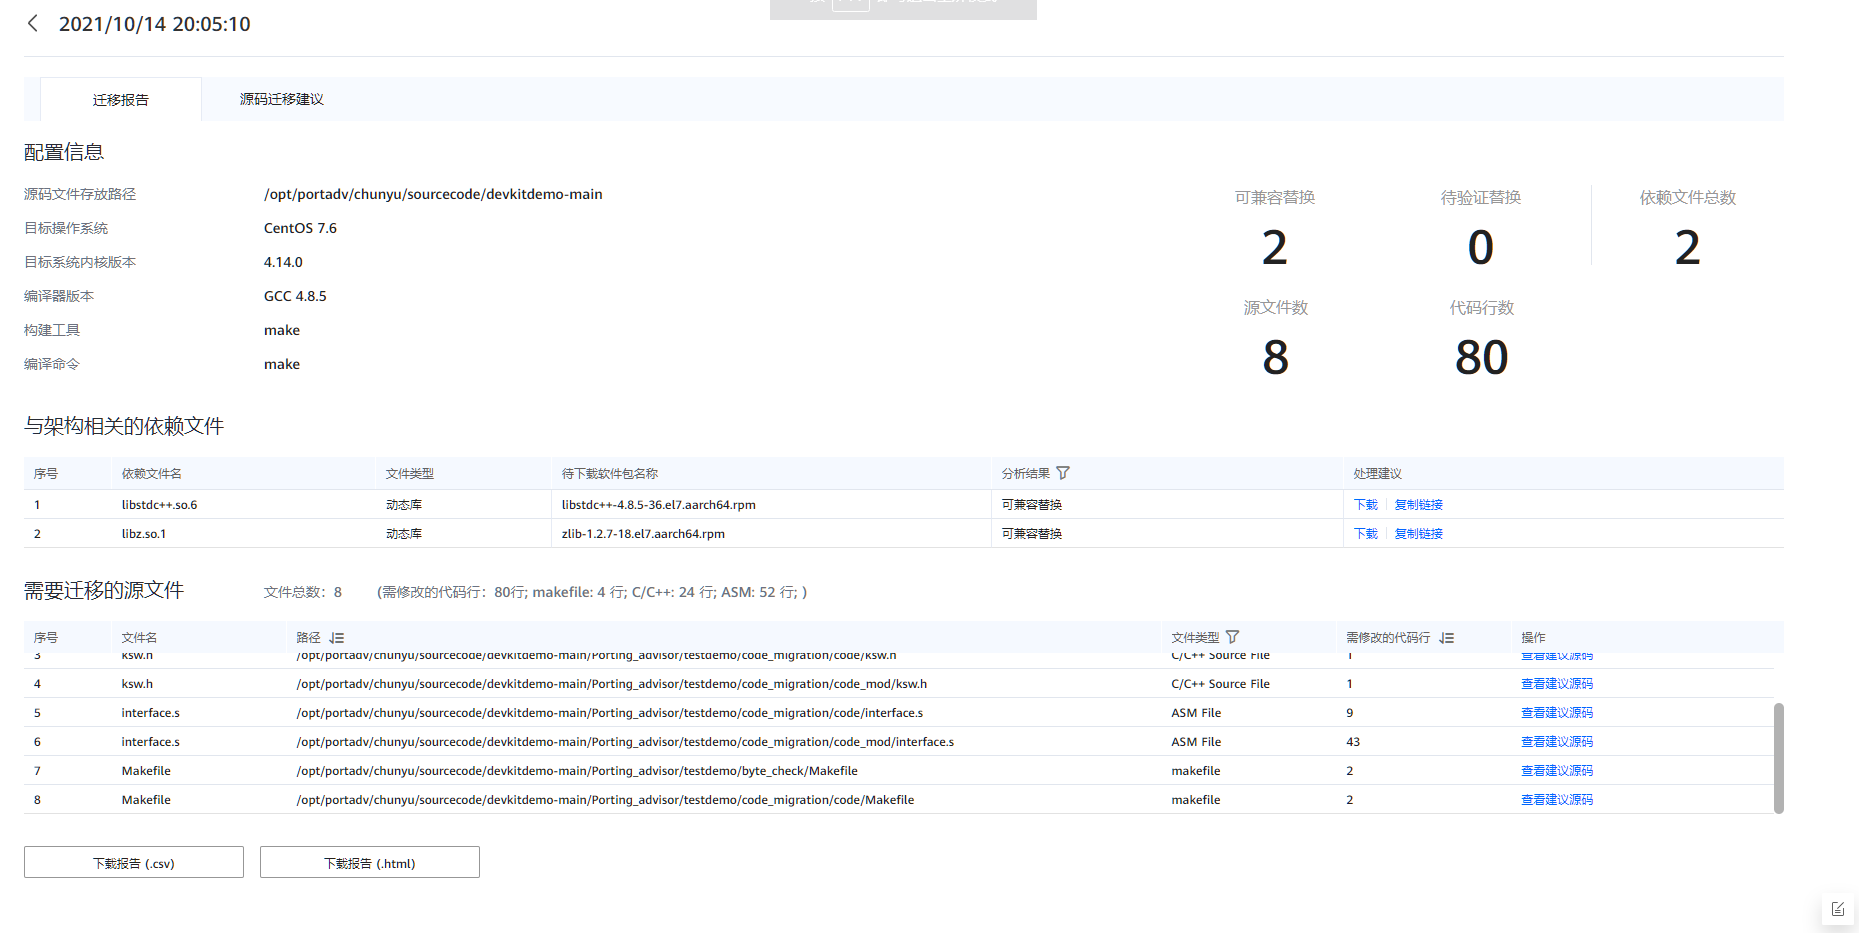 2021/10/14 20:05:10
迁移报告 源码迁移建议
配置信息
源码文件存放路径 /opt/portadv/chunyu/sourcecode/devkitdemo-main
目标操作系统 CentOS 7.6
目标系统内核版本 4.14.0
编译器版本 GCC 4.8.5
构建工具 make
编译命令 make
可兼容替换 待验证替换 依赖文件总数
2 0 2
源文件数 代码行数
8 80
与架构相关的依赖文件
序号 依赖文件名 文件类型 待下载软件包名称 分析结果 处理建议
1 libstdc++.so.6 动态库 libstdc++-4.8.5-36.el7.aarch64.rpm 可兼容替换 下载 复制链接
2 libz.so.1 动态库 zlib-1.2.7-18.el7.aarch64.rpm 可兼容替换 下载 复制链接
需要迁移的源文件 文件总数：8 (需修改的代码行：80行; makefile: 4 行; C/C++: 24 行; ASM: 52 行; )
序号 文件名 路径 文件类型 需修改的代码行 操作
3 ksw.h /opt/portadv/chunyu/sourcecode/devkitdemo-main/Porting_advisor/testdemo/code_migration/code/ksw.h C/C++ Source File 1 查看建议源码
4 ksw.h /opt/portadv/chunyu/sourcecode/devkitdemo-main/Porting_advisor/testdemo/code_migration/code_mod/ksw.h C/C++ Source File 1 查看建议源码
5 interface.s /opt/portadv/chunyu/sourcecode/devkitdemo-main/Porting_advisor/testdemo/code_migration/code/interface.s ASM File 9 查看建议源码
6 interface.s /opt/portadv/chunyu/sourcecode/devkitdemo-main/Porting_advisor/testdemo/code_migration/code_mod/interface.s ASM File 43 查看建议源码
7 Makefile /opt/portadv/chunyu/sourcecode/devkitdemo-main/Porting_advisor/testdemo/byte_check/Makefile makefile 2 查看建议源码
8 Makefile /opt/portadv/chunyu/sourcecode/devkitdemo-main/Porting_advisor/testdemo/code_migration/code/Makefile makefile 2 查看建议源码
下载报告 (.csv) 下载报告 (.html)